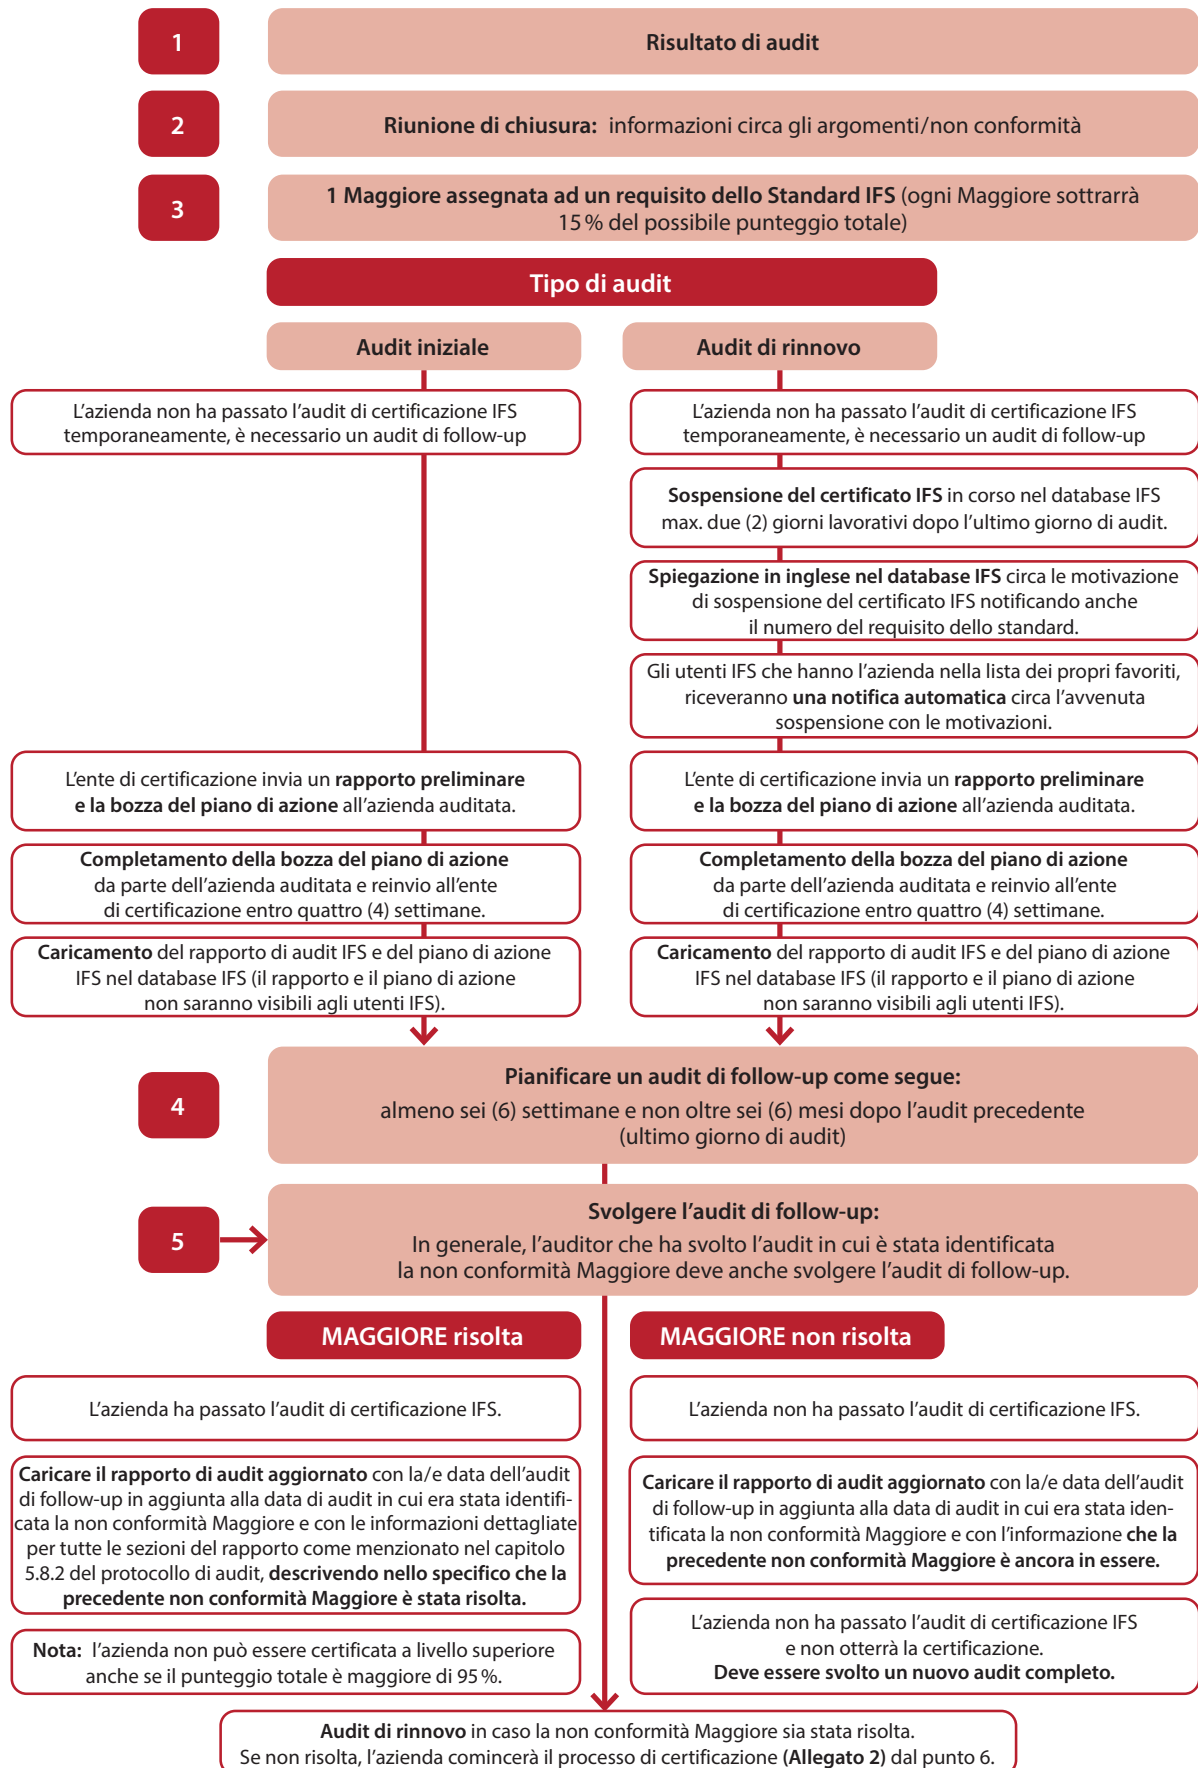 1
Risultato di audit
2
Riunione di chiusura: informazioni circa gli argomenti/non conformità
3
1 Maggiore assegnata ad un requisito dello Standard IFS (ogni Maggiore sottrarrà
15 % del possibile punteggio totale)
Tipo di audit
Audit iniziale
Audit di rinnovo
L'azienda non ha passato l'audit di certificazione IFS
temporaneamente, è necessario un audit di follow-up
L'azienda non ha passato l'audit di certificazione IFS
temporaneamente, è necessario un audit di follow-up
Sospensione del certificato IFS in corso nel database IFS
max. due (2) giorni lavorativi dopo l'ultimo giorno di audit.
Spiegazione in inglese nel database IFS circa le motivazione
di sospensione del certificato IFS notificando anche
il numero del requisito dello standard.
Gli utenti IFS che hanno l'azienda nella lista dei propri favoriti,
riceveranno una notifica automatica circa l'avvenuta
sospensione con le motivazioni.
L'ente di certificazione invia un rapporto preliminare
e la bozza del piano di azione all'azienda auditata.
L'ente di certificazione invia un rapporto preliminare
e la bozza del piano di azione all'azienda auditata.
Completamento della bozza del piano di azione
da parte dell'azienda auditata e reinvio all'ente
di certificazione entro quattro (4) settimane.
Completamento della bozza del piano di azione
da parte dell'azienda auditata e reinvio all'ente
di certificazione entro quattro (4) settimane.
Caricamento del rapporto di audit IFS e del piano di azione
IFS nel database IFS (il rapporto e il piano di azione
non saranno visibili agli utenti IFS).
Caricamento del rapporto di audit IFS e del piano di azione
IFS nel database IFS (il rapporto e il piano di azione
non saranno visibili agli utenti IFS).
4
Pianificare un audit di follow-up come segue:
almeno sei (6) settimane e non oltre sei (6) mesi dopo l'audit precedente
(ultimo giorno di audit)
5
Svolgere l'audit di follow-up:
In generale, l'auditor che ha svolto l'audit in cui è stata identificata
la non conformità Maggiore deve anche svolgere l'audit di follow-up.
MAGGIORE risolta
MAGGIORE non risolta
L'azienda ha passato l'audit di certificazione IFS.
L'azienda non ha passato l'audit di certificazione IFS.
Caricare il rapporto di audit aggiornato con la/e data dell'audit
di follow-up in aggiunta alla data di audit in cui era stata identifi-
cata la non conformità Maggiore e con le informazioni dettagliate
per tutte le sezioni del rapporto come menzionato nel capitolo
5.8.2 del protocollo di audit, descrivendo nello specifico che la
precedente non conformità Maggiore è stata risolta.
Caricare il rapporto di audit aggiornato con la/e data dell'audit
di follow-up in aggiunta alla data di audit in cui era stata iden-
tificata la non conformità Maggiore e con l'informazione che la
precedente non conformità Maggiore è ancora in essere.
Nota: l'azienda non può essere certificata a livello superiore
anche se il punteggio totale è maggiore di 95 %.
L'azienda non ha passato l'audit di certificazione IFS
e non otterrà la certificazione.
Deve essere svolto un nuovo audit completo.
Audit di rinnovo in caso la non conformità Maggiore sia stata risolta.
Se non risolta, l'azienda comincerà il processo di certificazione (Allegato 2) dal punto 6.